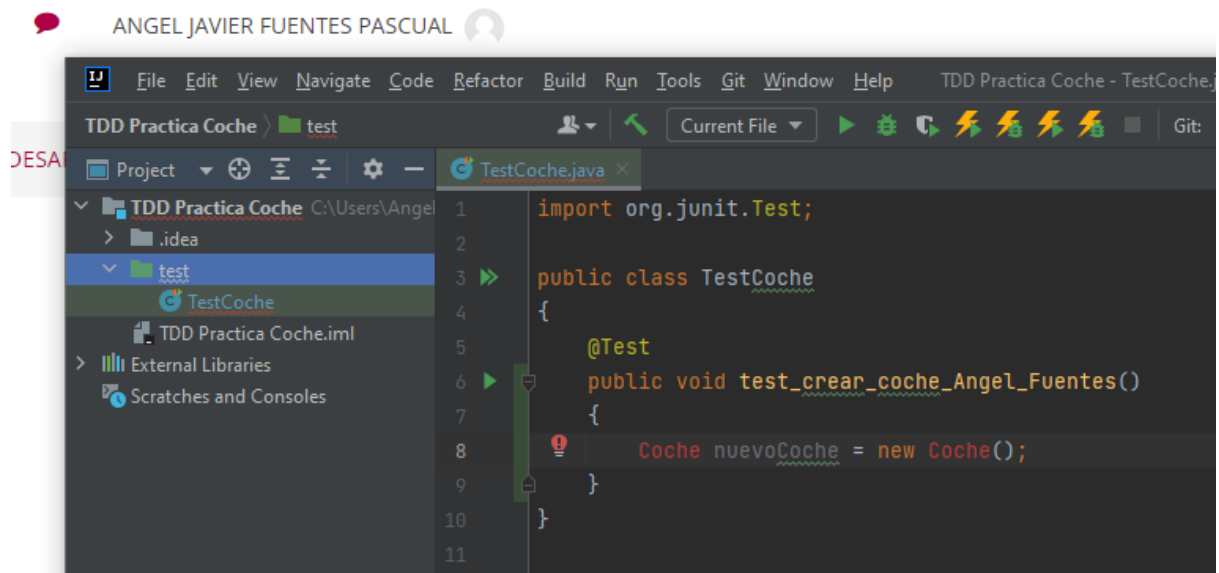 ANGEL JAVIER FUENTES PASCUAL
IJ File Edit View Navigate Code Refactor Build Run Tools Git Window Help TDD Practica Coche - TestCoche.j
TDD Practica Coche test Current File Git:
DESA
Project
TestCoche.java
TDD Practica Coche C:\Users\Angel
.idea
test
TestCoche
TDD Practica Coche.iml
External Libraries
Scratches and Consoles
1 import org.junit.Test;
2
3 public class TestCoche
4 {
5 @Test
6 public void test_crear_coche_Angel_Fuentes()
7 {
8 Coche nuevoCoche = new Coche();
9 }
10 }
11